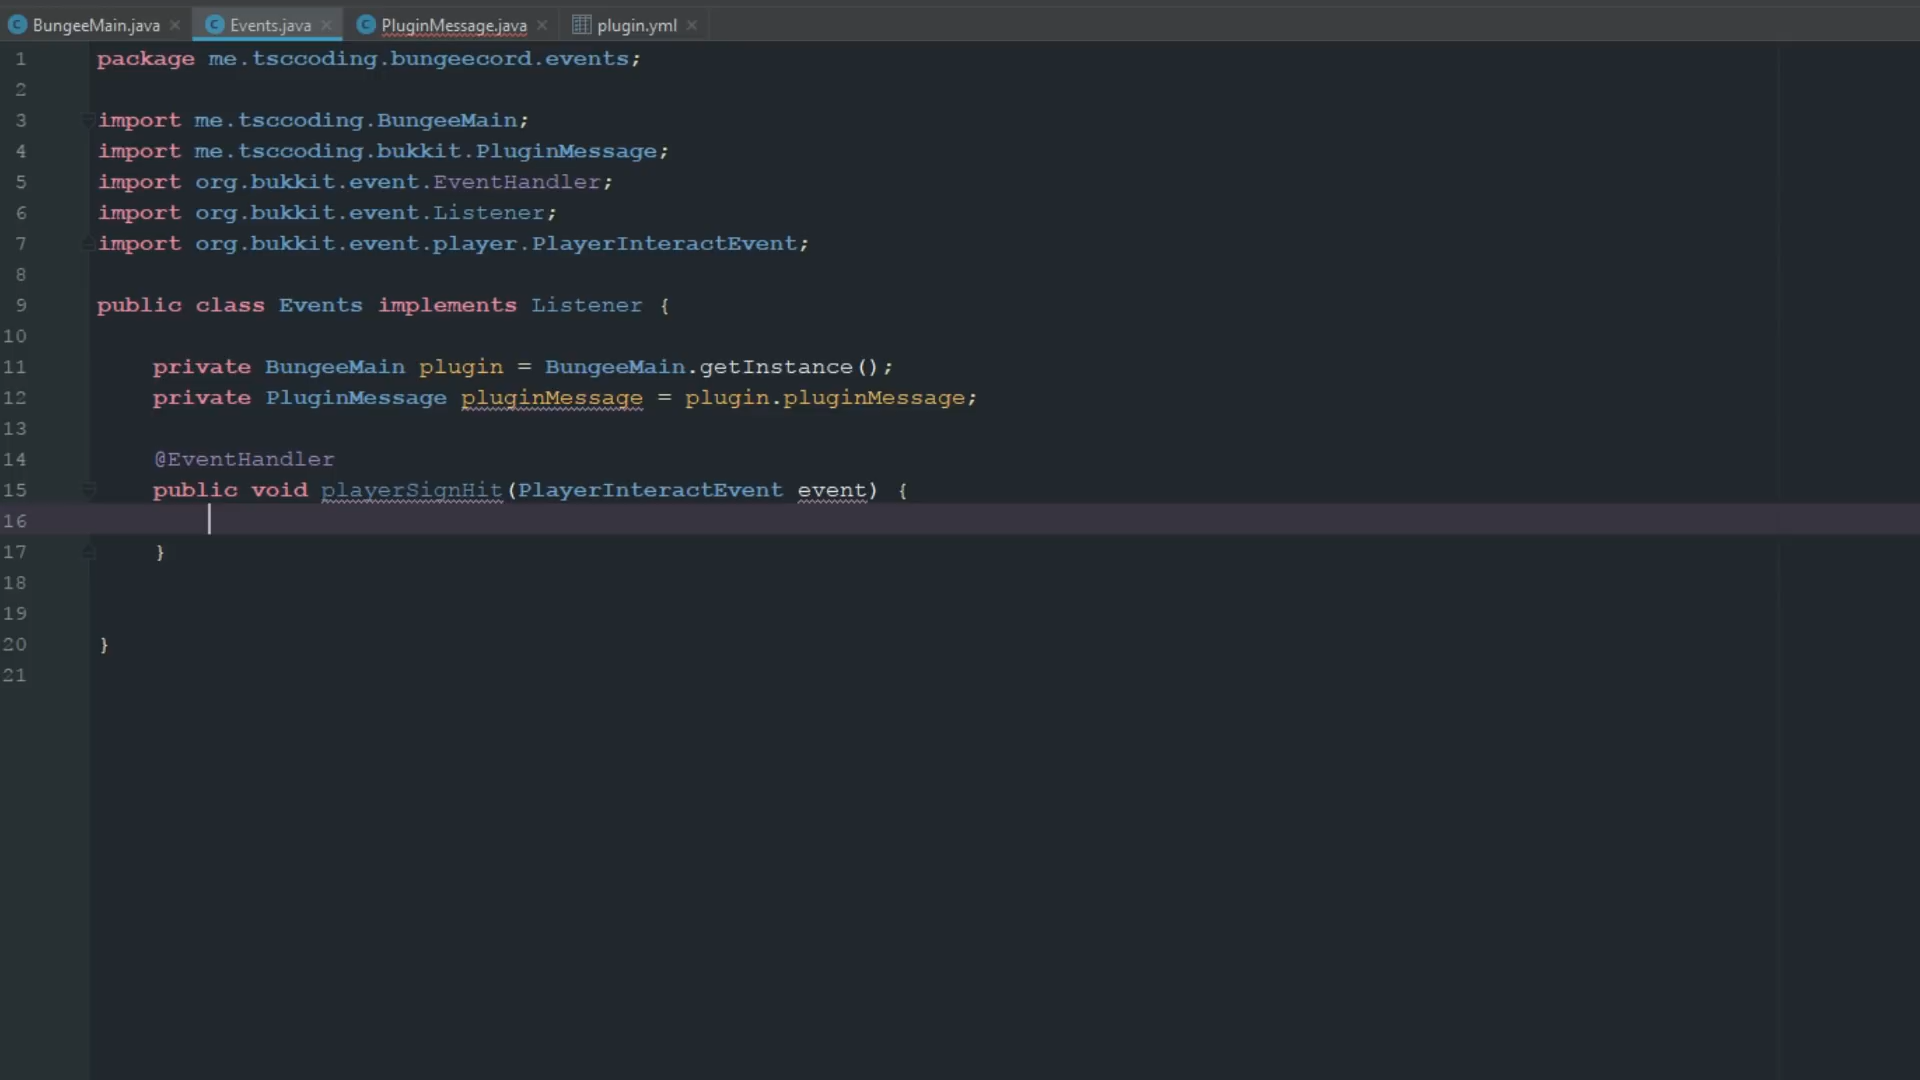 BungeeMain.java Events.java PluginMessage.java plugin.yml
1 package me.tsccoding.bungeecord.events;
2
3 import me.tsccoding.BungeeMain;
4 import me.tsccoding.bukkit.PluginMessage;
5 import org.bukkit.event.EventHandler;
6 import org.bukkit.event.Listener;
7 import org.bukkit.event.player.PlayerInteractEvent;
8
9 public class Events implements Listener {
10
11 private BungeeMain plugin = BungeeMain.getInstance();
12 private PluginMessage pluginMessage = plugin.pluginMessage;
13
14 @EventHandler
15 public void playerSignHit(PlayerInteractEvent event) {
16
17 }
18
19
20 }
21